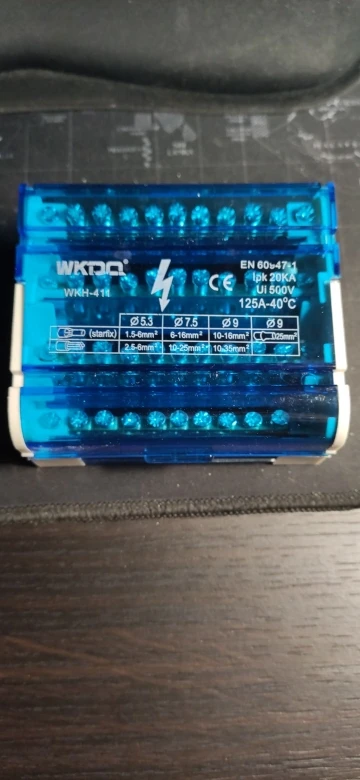 WKDQ®
WKH-411
EN 60947-1
Ipk 20KA
Ui 500V
125A-40°C
Ø5.3 Ø7.5 Ø9 Ø9
(starfix) 1.5-6mm² 6-16mm² 10-16mm²
2.5-6mm² 10-25mm² 10-35mm²
CE